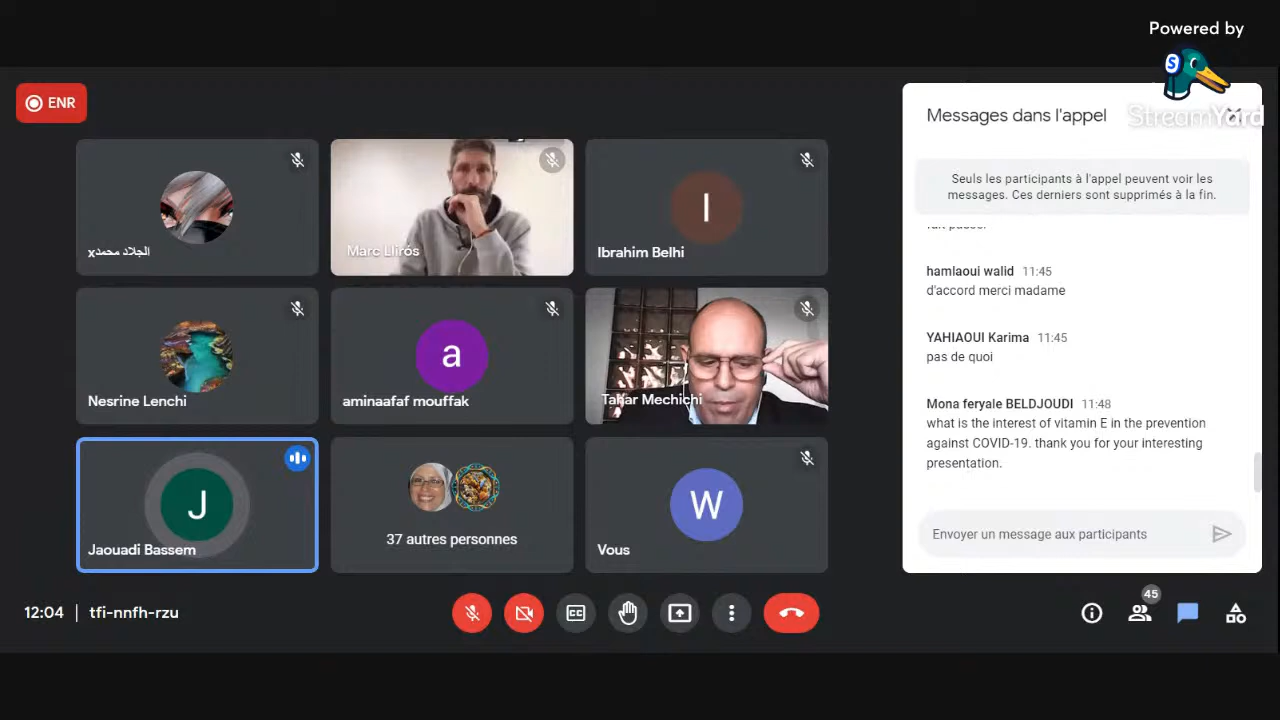 Powered by
StreamYard
ENR
الجلاد محمدx
Marc Llirós
I
Ibrahim Belhi
Nesrine Lenchi
a
aminaafaf mouffak
Tahar Mechichi
J
Jaouadi Bassem
37 autres personnes
W
Vous
12:04 | tfi-nnfh-rzu
CC
45
Messages dans l'appel
Seuls les participants à l'appel peuvent voir les
messages. Ces derniers sont supprimés à la fin.
hamlaoui walid 11:45
d'accord merci madame
YAHIAOUI Karima 11:45
pas de quoi
Mona feryale BELDJOUDI 11:48
what is the interest of vitamin E in the prevention
against COVID-19. thank you for your interesting
presentation.
Envoyer un message aux participants